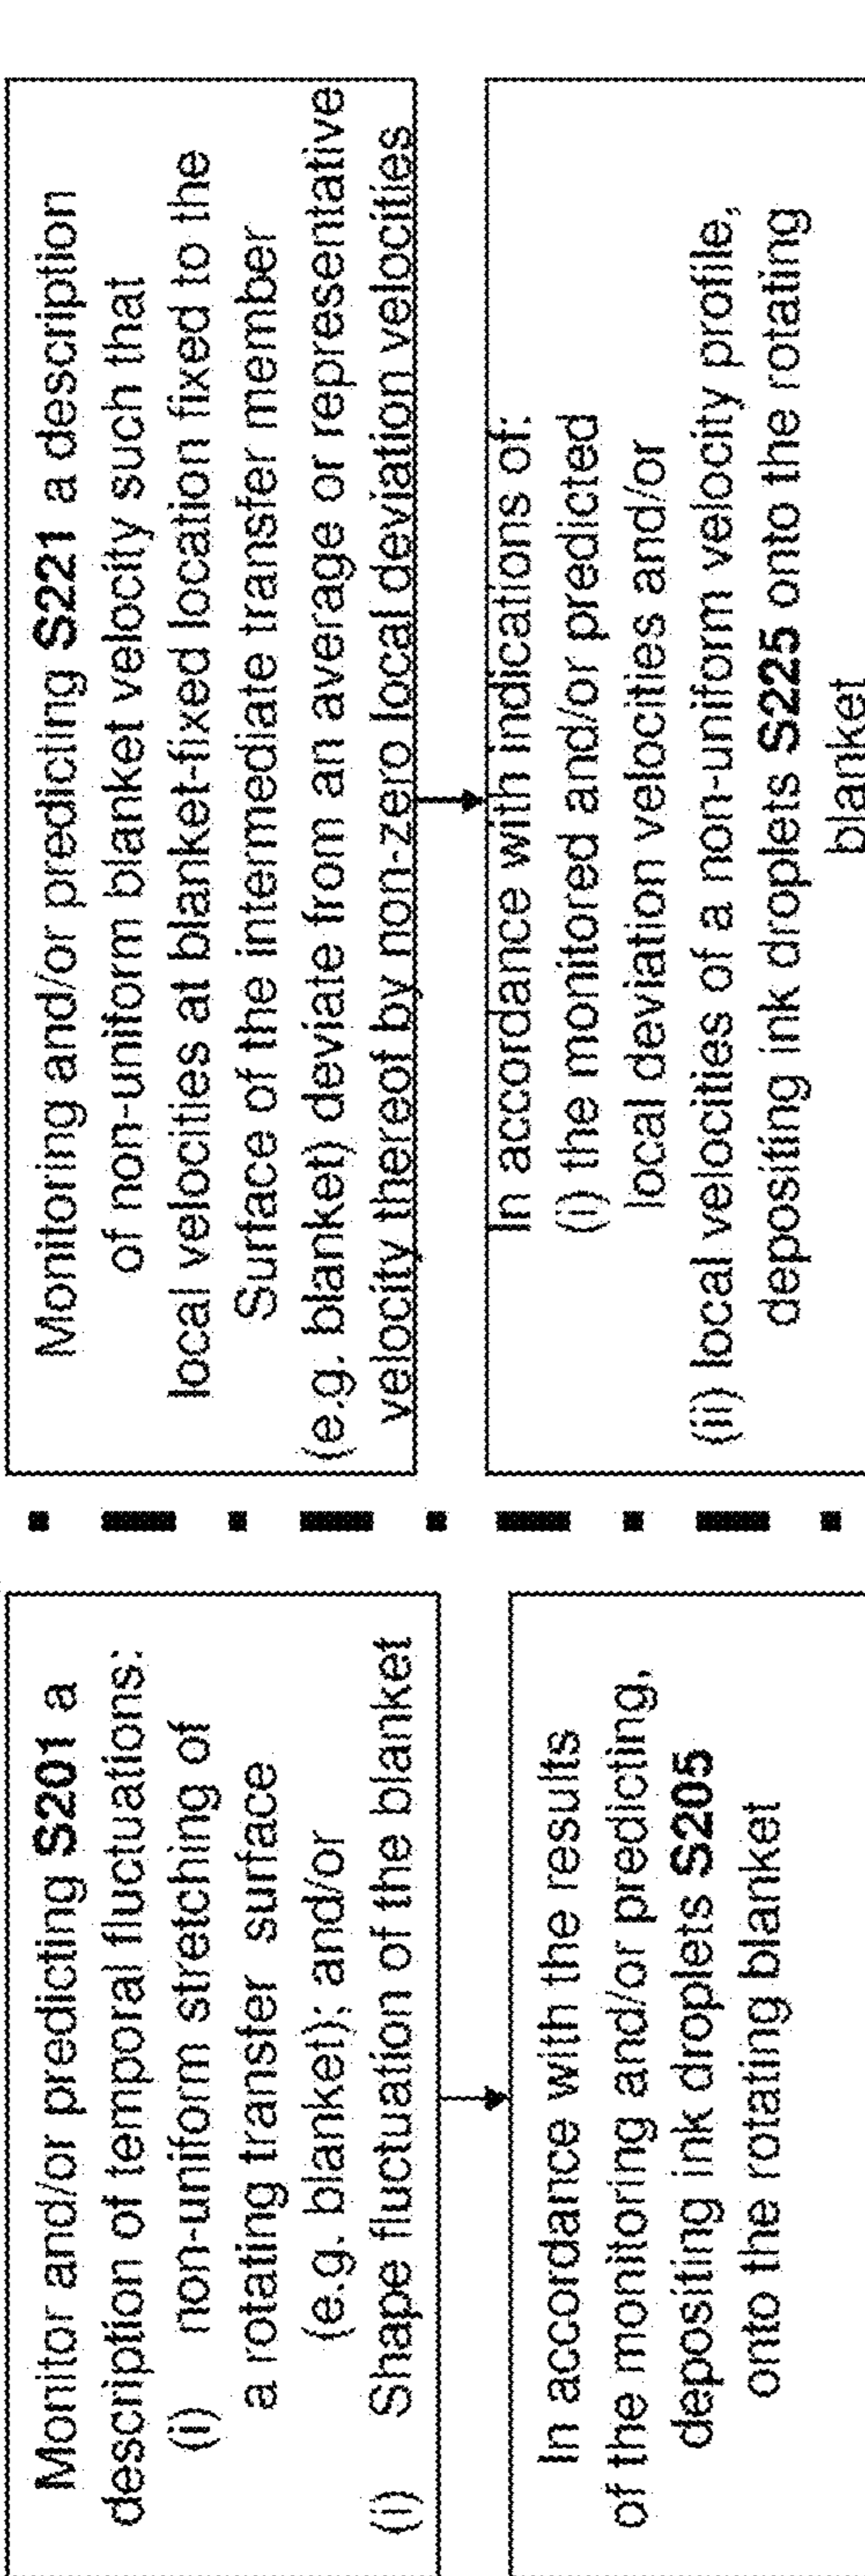 Monitor and/or predicting S201 a
description of temporal fluctuations:
(i) non-uniform stretching of
a rotating transfer surface
(e.g. blanket); and/or
(i) Shape fluctuation of the blanket
In accordance with the results
of the monitoring and/or predicting,
depositing ink droplets S205
onto the rotating blanket
Monitoring and/or predicting S221 a description
of non-uniform blanket velocity such that
local velocities at blanket-fixed location fixed to the
Surface of the intermediate transfer member
(e.g. blanket) deviate from an average or representative
velocity thereof by non-zero local deviation velocities
In accordance with indications of:
(i) the monitored and/or predicted
local deviation velocities and/or
(ii) local velocities of a non-uniform velocity profile,
depositing ink droplets S225 onto the rotating
blanket